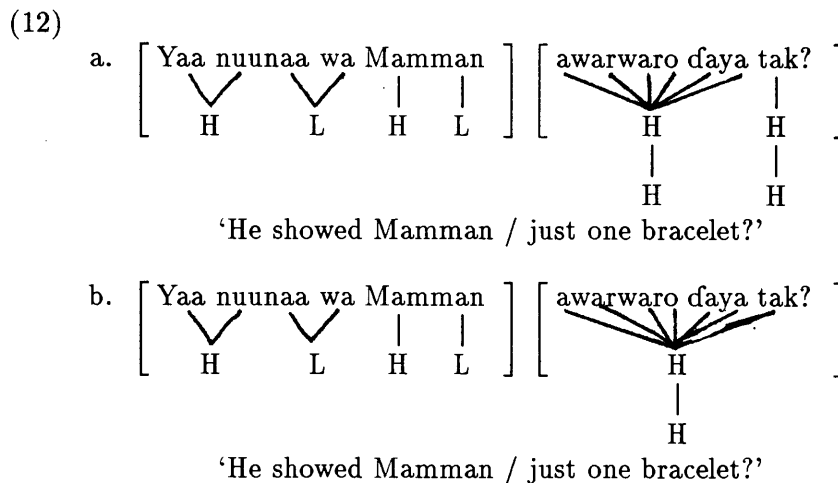 (12)
a. [ Yaa nuunaa wa Mamman ] [ awarwaro ɗaya tak? ]
H L H L H H
H H
‘He showed Mamman / just one bracelet?’
b. [ Yaa nuunaa wa Mamman ] [ awarwaro ɗaya tak? ]
H L H L H
H
‘He showed Mamman / just one bracelet?’